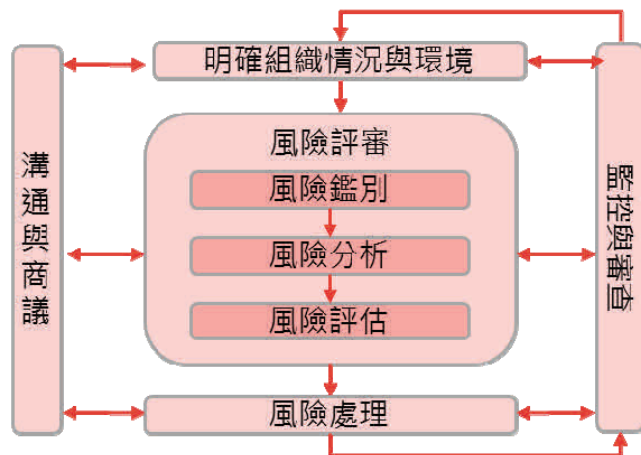 明確組織情況與環境
溝通與商議
風險評審
風險鑑別
風險分析
風險評估
風險處理
監控與審查